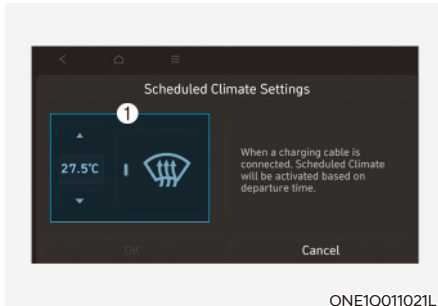 Scheduled Climate Settings
1
27.5℃
When a charging cable is
connected, Scheduled Climate
will be activated based on
departure time.
OK
Cancel
ONE1Q011021L